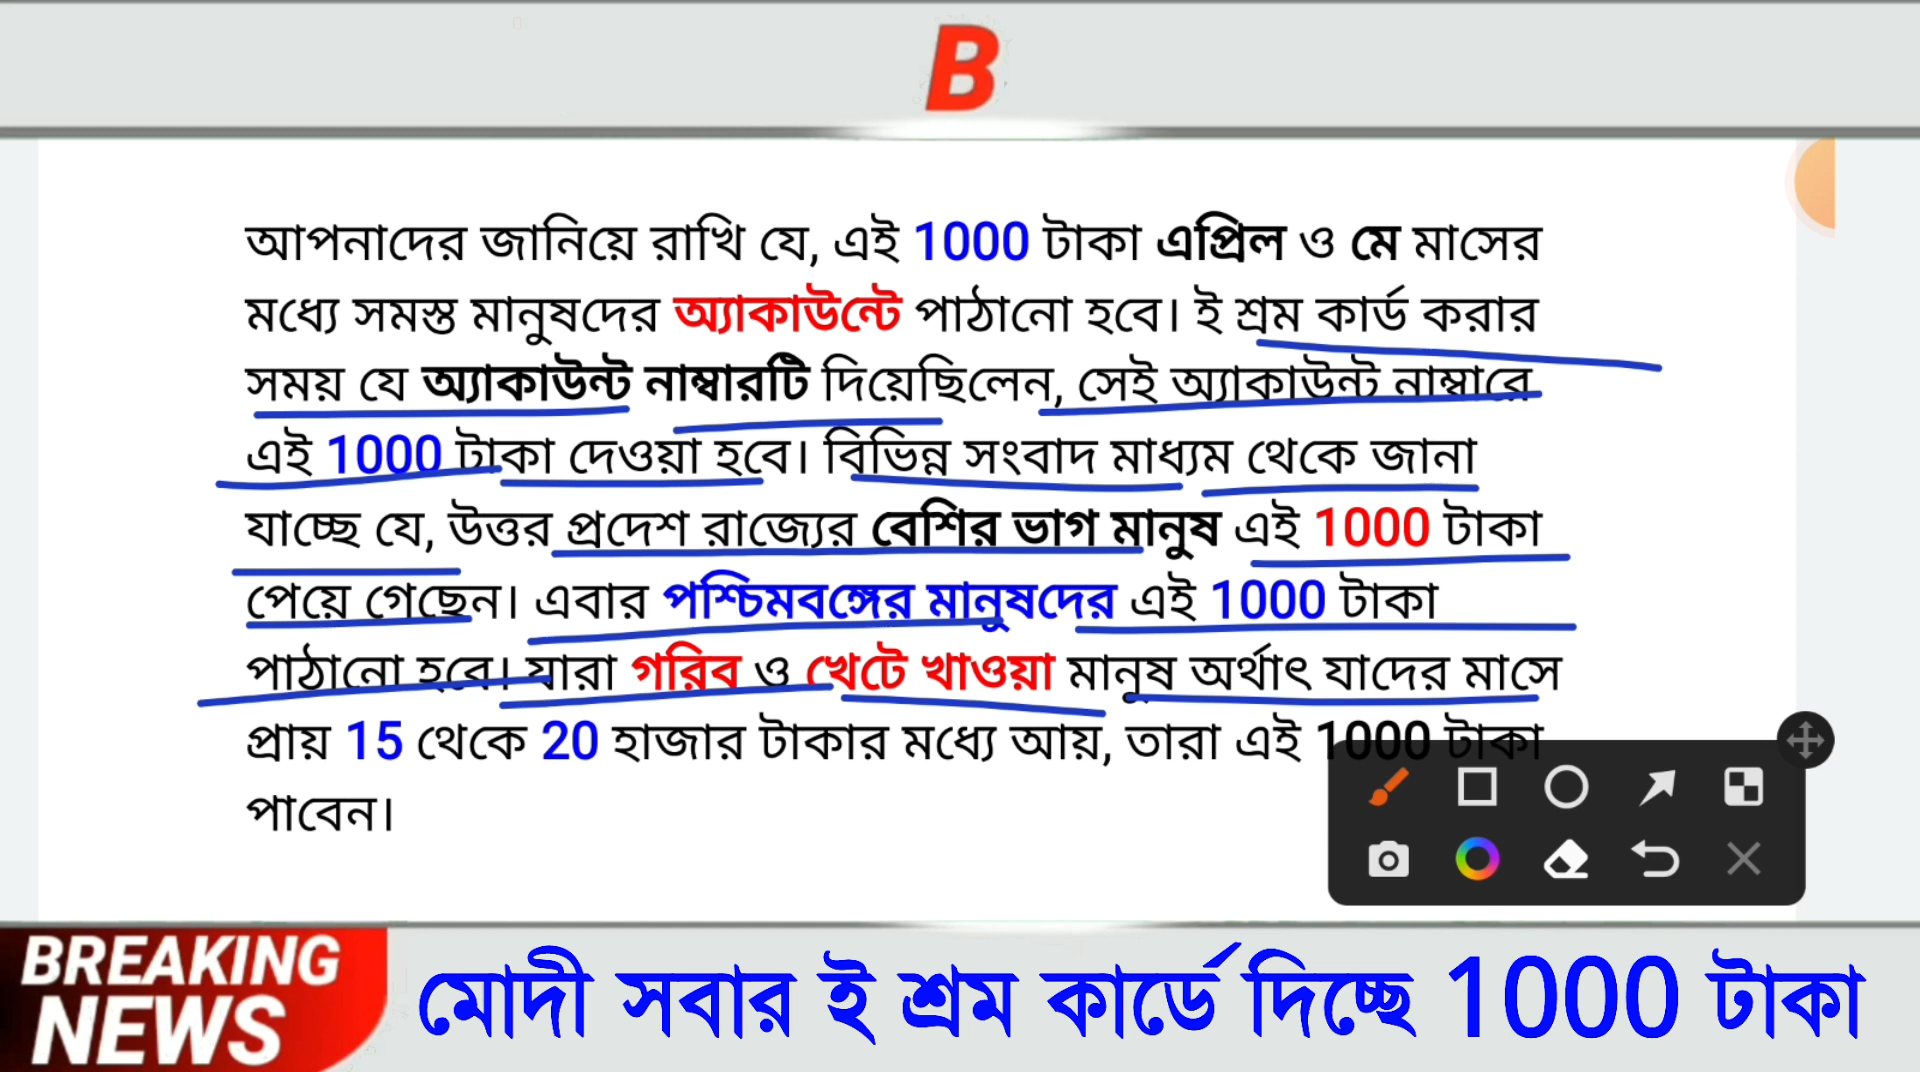 B
আপনাদের জানিয়ে রাখি যে, এই 1000 টাকা এপ্রিল ও মে মাসের
মধ্যে সমস্ত মানুষদের অ্যাকাউন্টে পাঠানো হবে। ই শ্রম কার্ড করার
সময় যে অ্যাকাউন্ট নাম্বারটি দিয়েছিলেন, সেই অ্যাকাউন্ট নাম্বারে
এই 1000 টাকা দেওয়া হবে। বিভিন্ন সংবাদ মাধ্যম থেকে জানা
যাচ্ছে যে, উত্তর প্রদেশ রাজ্যের বেশির ভাগ মানুষ এই 1000 টাকা
পেয়ে গেছেন। এবার পশ্চিমবঙ্গের মানুষদের এই 1000 টাকা
পাঠানো হবে। যারা গরিব ও খেটে খাওয়া মানুষ অর্থাৎ যাদের মাসে
প্রায় 15 থেকে 20 হাজার টাকার মধ্যে আয়, তারা এই 1000 টাকা
পাবেন।
BREAKING
NEWS
মোদী সবার ই শ্রম কার্ডে দিচ্ছে 1000 টাকা